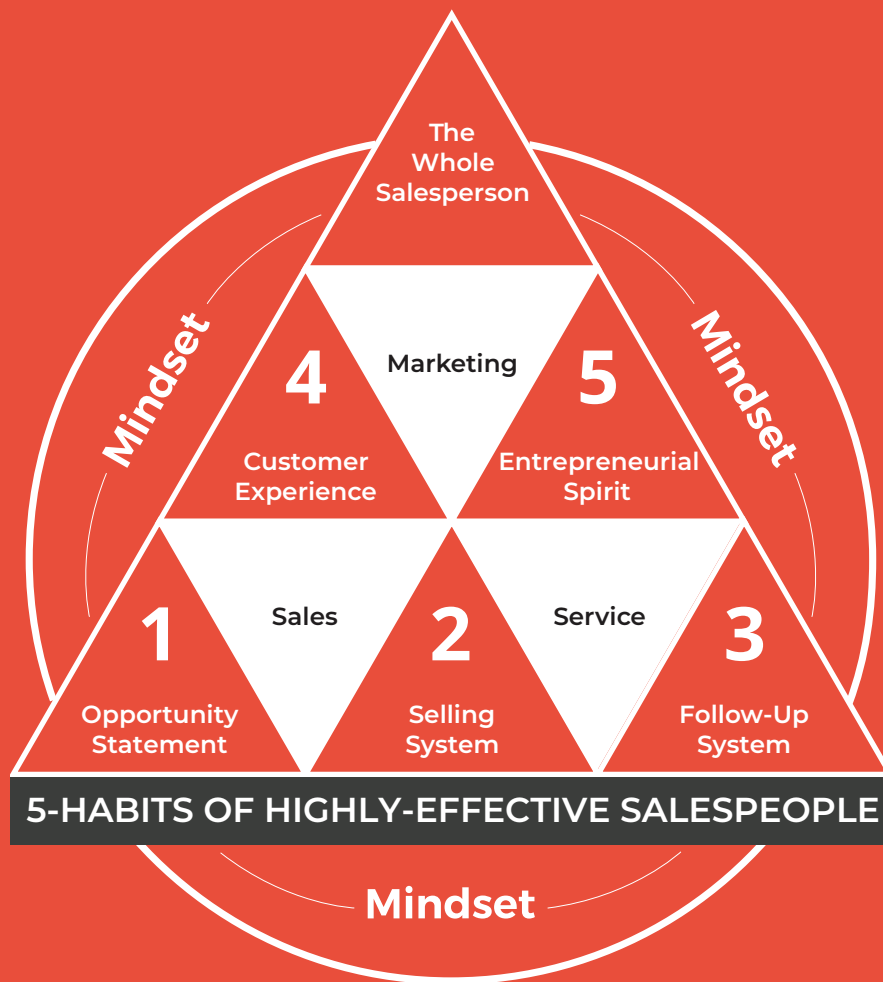 The
Whole
Salesperson
Mindset
Mindset
Marketing
4
5
Customer
Experience
Entrepreneurial
Spirit
Sales
Service
1
2
3
Opportunity
Statement
Selling
System
Follow-Up
System
5-HABITS OF HIGHLY-EFFECTIVE SALESPEOPLE
Mindset